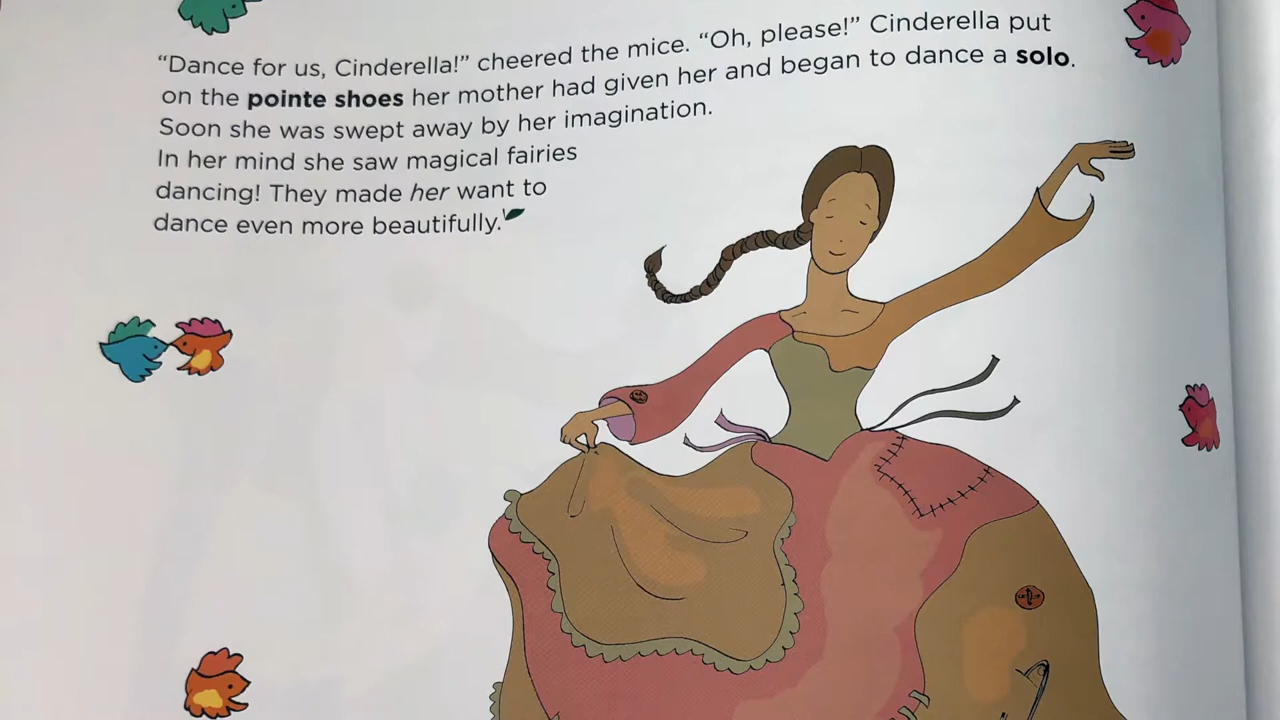 “Dance for us, Cinderella!” cheered the mice. “Oh, please!” Cinderella put
on the pointe shoes her mother had given her and began to dance a solo.
Soon she was swept away by her imagination.
In her mind she saw magical fairies
dancing! They made her want to
dance even more beautifully.